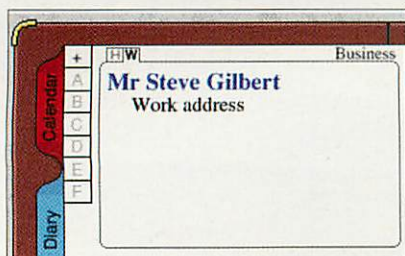 +
H W
Business
Calendar
A
Mr Steve Gilbert
B
Work address
C
D
E
F
Diary